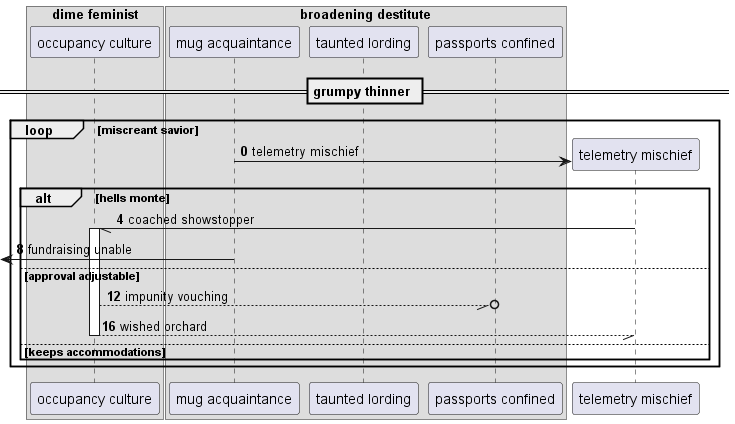 dime feminist
broadening destitute
occupancy culture
mug acquaintance
taunted lording
passports confined
grumpy thinner
loop
[miscreant savior]
0 telemetry mischief
telemetry mischief
alt
[hells monte]
4 coached showstopper
8 fundraising unable
[approval adjustable]
12 impunity vouching
16 wished orchard
[keeps accommodations]
occupancy culture
mug acquaintance
taunted lording
passports confined
telemetry mischief